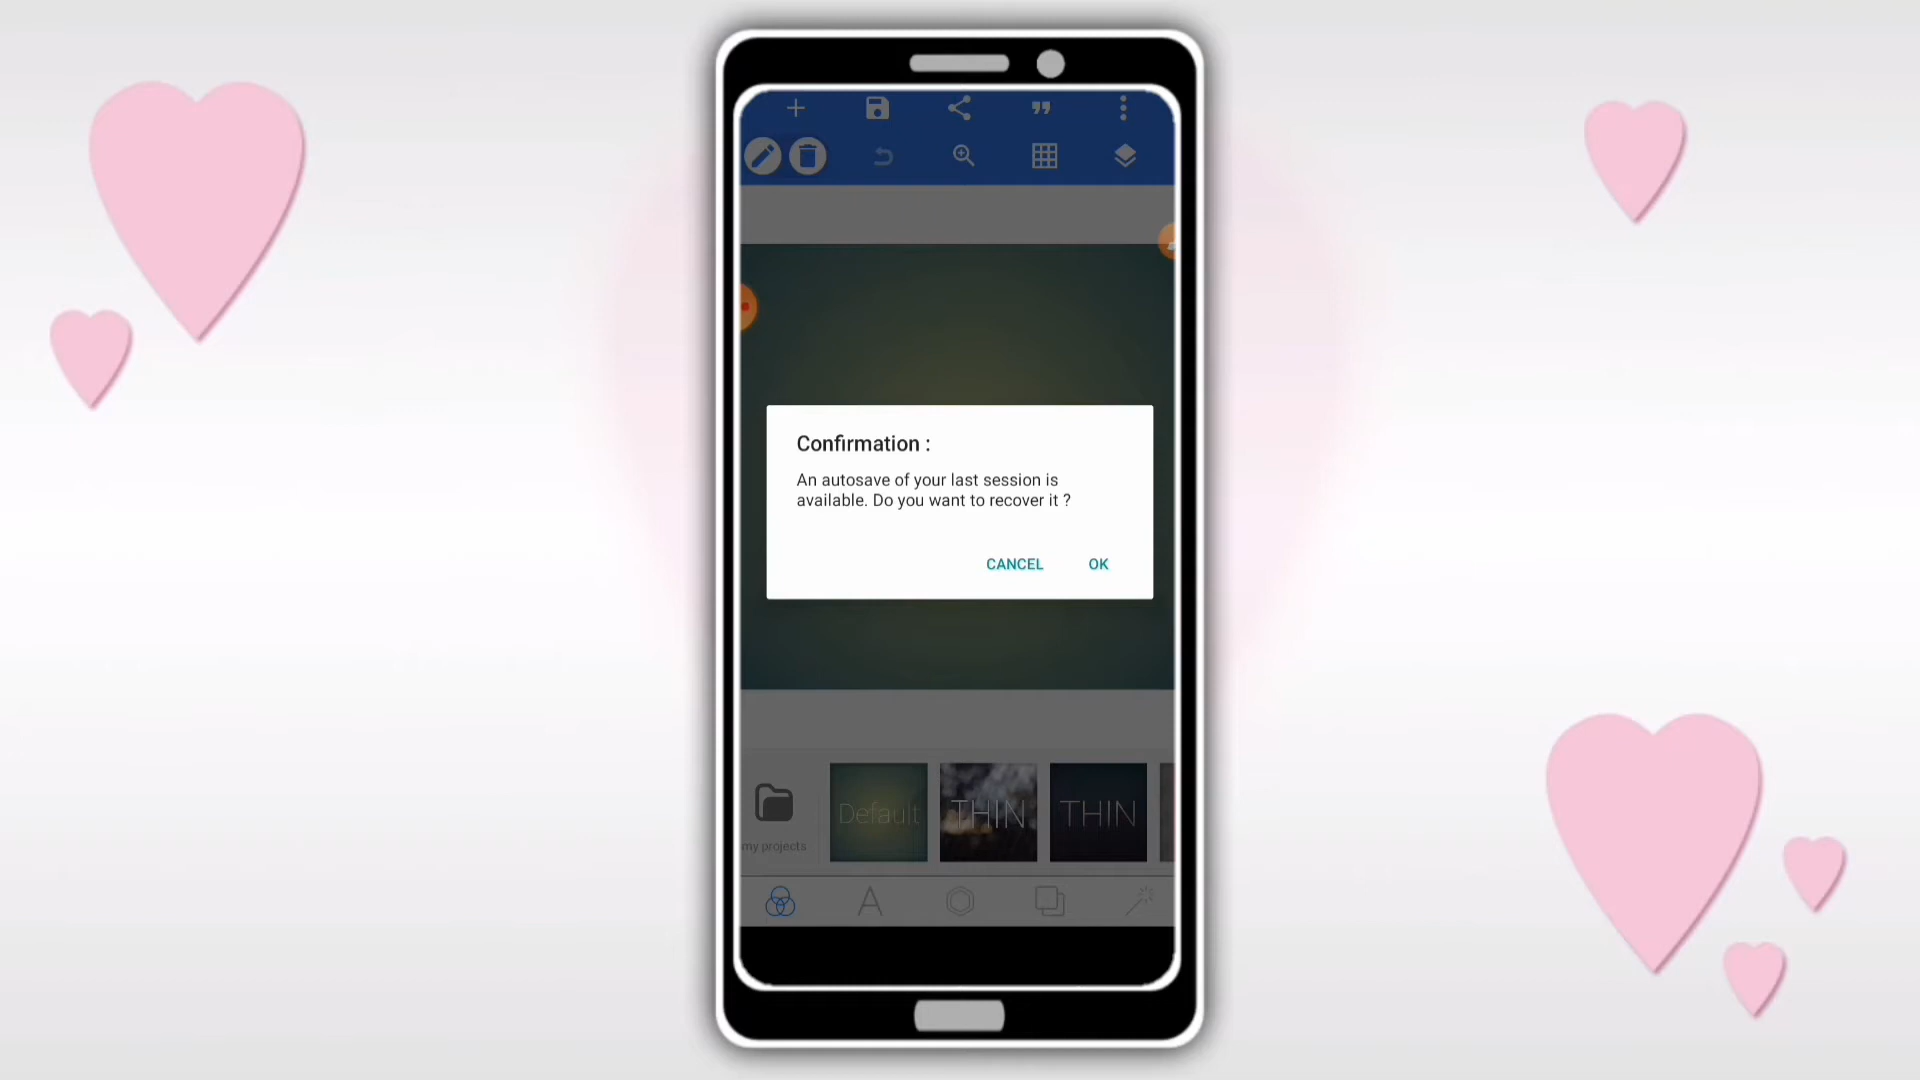 Confirmation :
An autosave of your last session is
available. Do you want to recover it ?
CANCEL OK
Default THIN THIN
my projects
A